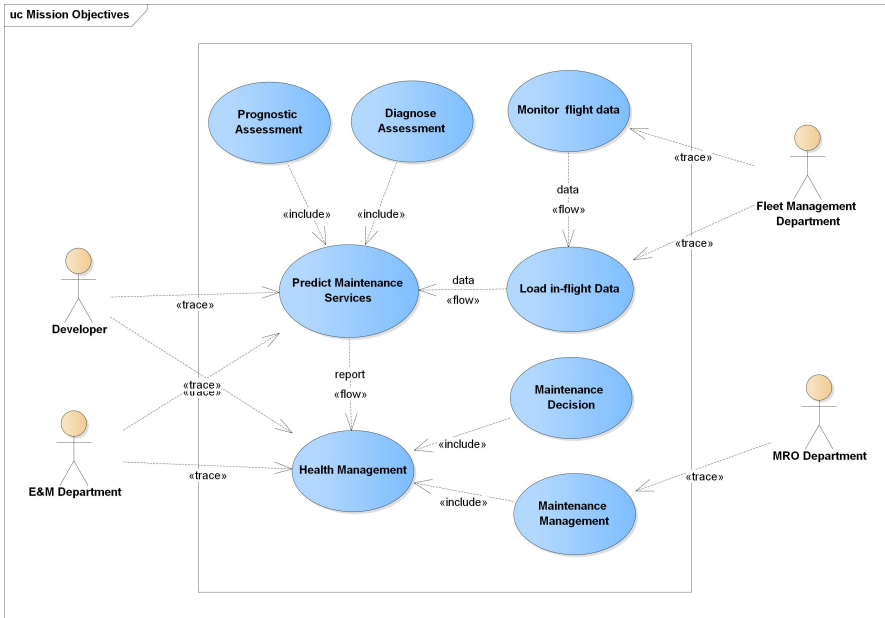 uc Mission Objectives
Prognostic
Assessment
Diagnose
Assessment
Monitor flight data
«trace»
Fleet Management
Department
data
«flow»
«include»
«include»
«trace»
Predict Maintenance
Services
data
«flow»
Load in-flight Data
«trace»
Developer
report
«flow»
«trace»
«trace»
Maintenance
Decision
«include»
Health Management
E&M Department
«trace»
«include»
Maintenance
Management
«trace»
MRO Department